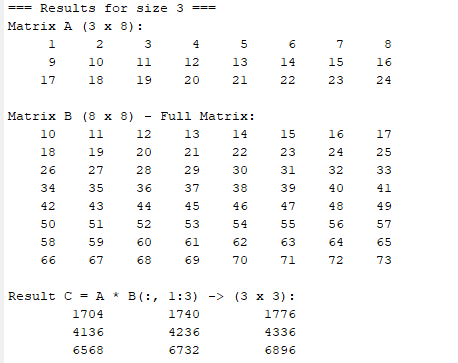 === Results for size 3 ===
Matrix A (3 x 8):
1 2 3 4 5 6 7 8
9 10 11 12 13 14 15 16
17 18 19 20 21 22 23 24
Matrix B (8 x 8) - Full Matrix:
10 11 12 13 14 15 16 17
18 19 20 21 22 23 24 25
26 27 28 29 30 31 32 33
34 35 36 37 38 39 40 41
42 43 44 45 46 47 48 49
50 51 52 53 54 55 56 57
58 59 60 61 62 63 64 65
66 67 68 69 70 71 72 73
Result C = A * B(:, 1:3) -> (3 x 3):
1704 1740 1776
4136 4236 4336
6568 6732 6896